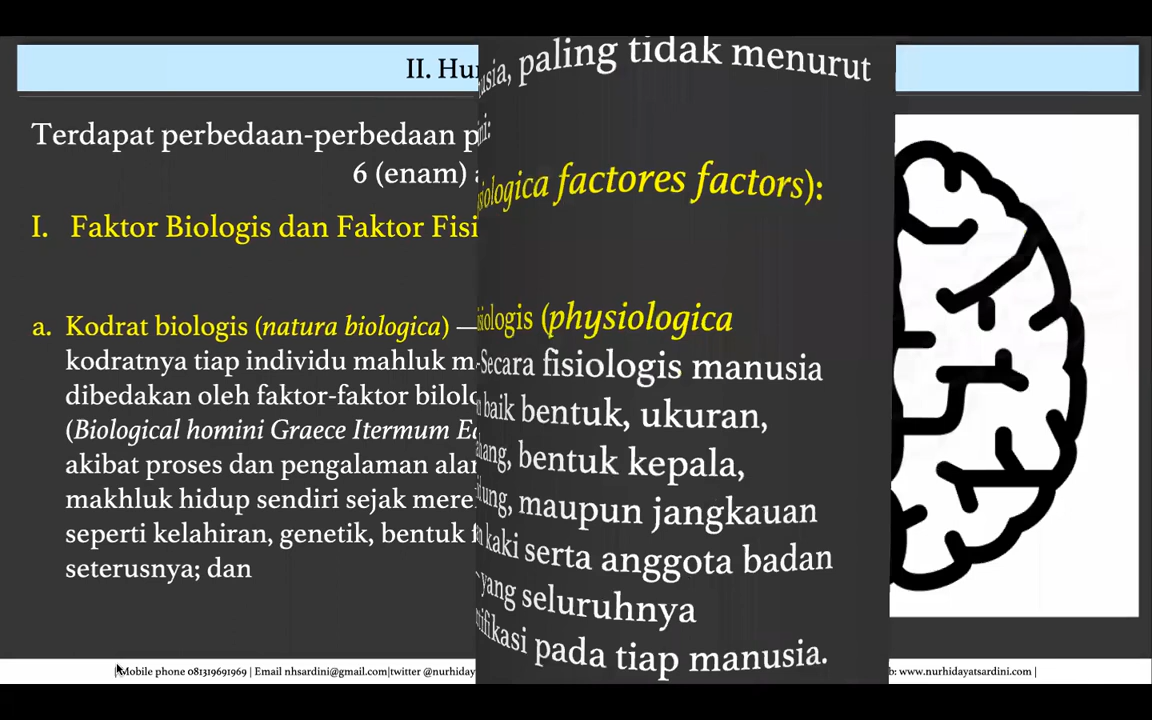 II. Hu
Terdapat perbedaan-perbedaan p
6 (enam)
I. Faktor Biologis dan Faktor Fisi
a. Kodrat biologis (natura biologica) —
kodratnya tiap individu mahluk m
dibedakan oleh faktor-faktor bilolo
(Biological homini Graece Itermum E
akibat proses dan pengalaman ala
makhluk hidup sendiri sejak mere
seperti kelahiran, genetik, bentuk
seterusnya; dan
usia, paling tidak menurut
ni:
siologica factores factors):
siologis (physiologica
Secara fisiologis manusia
n baik bentuk, ukuran,
bentuk kepala,
maupun jangkauan
kaki serta anggota badan
yang seluruhnya
tifikasi pada tiap manusia.
|Mobile phone 081319691969 | Email nhsardini@gmail.com|twitter @nurhiday
b: www.nurhidayatsardini.com |